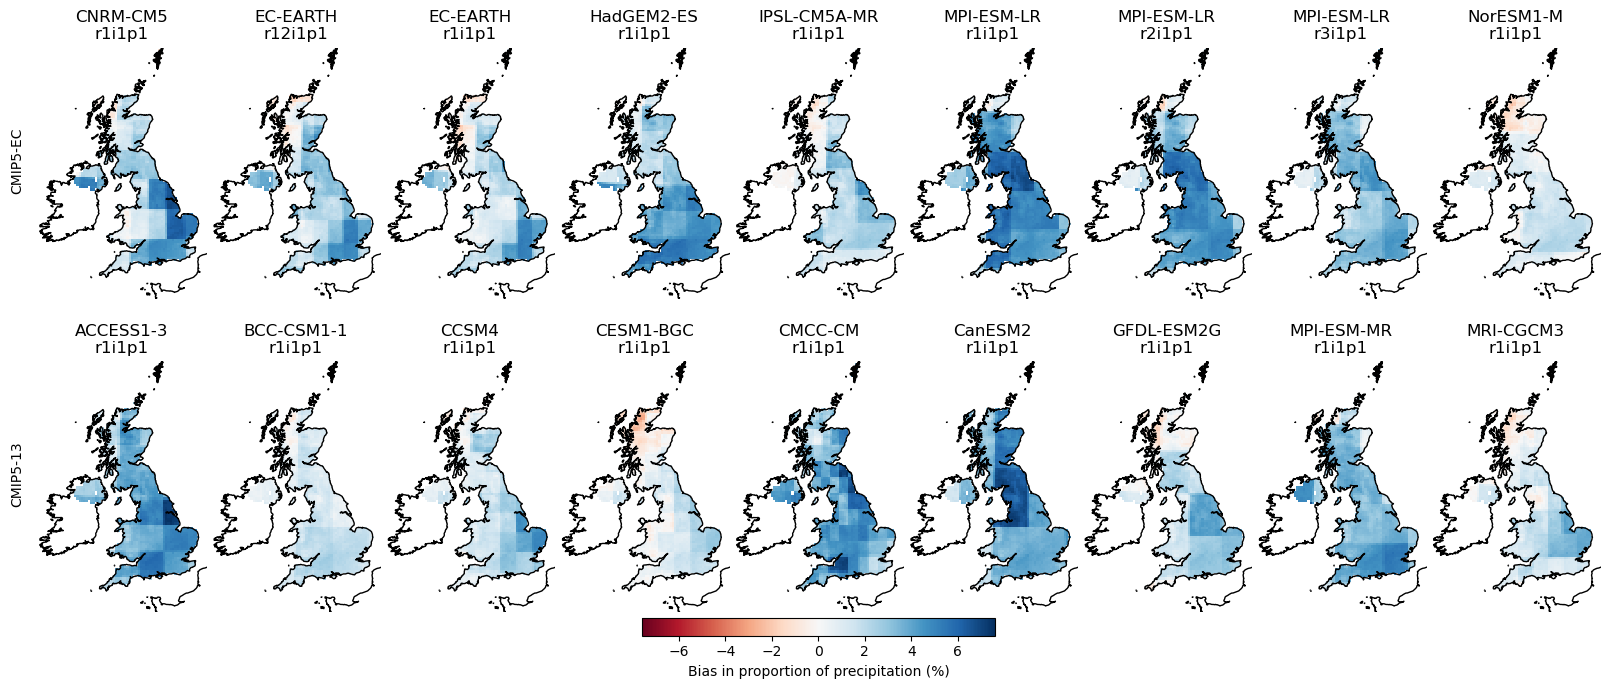 CNRM-CM5
r1i1p1
EC-EARTH
r12i1p1
EC-EARTH
r1i1p1
HadGEM2-ES
r1i1p1
IPSL-CM5A-MR
r1i1p1
MPI-ESM-LR
r1i1p1
MPI-ESM-LR
r2i1p1
MPI-ESM-LR
r3i1p1
NorESM1-M
r1i1p1
CMIP5-EC
ACCESS1-3
r1i1p1
BCC-CSM1-1
r1i1p1
CCSM4
r1i1p1
CESM1-BGC
r1i1p1
CMCC-CM
r1i1p1
CanESM2
r1i1p1
GFDL-ESM2G
r1i1p1
MPI-ESM-MR
r1i1p1
MRI-CGCM3
r1i1p1
CMIP5-13
−6 −4 −2 0 2 4 6
Bias in proportion of precipitation (%)